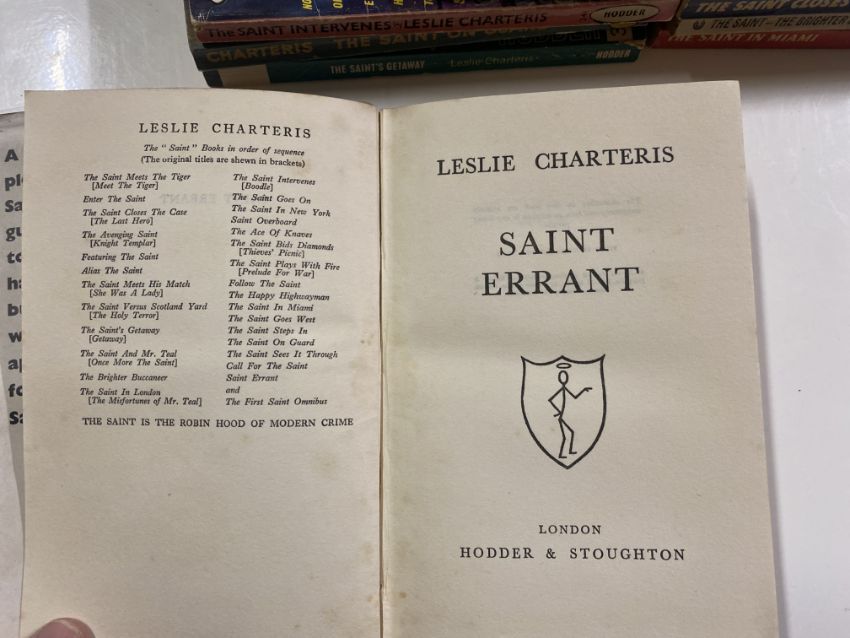 The SAINT INTERVENES by LESLIE CHARTERIS
HODDER
CHARTERIS THE SAINT ON GUARD
HODDER
THE SAINT'S GETAWAY Leslie Charteris HODDER
THE SAINT CLOSES
THE SAINT—THE BRIGHTER
THE SAINT IN MIAMI
LESLIE CHARTERIS
The "Saint" Books in order of sequence
(The original titles are shewn in brackets)
The Saint Meets The Tiger
[Meet The Tiger]
Enter The Saint
The Saint Closes The Case
[The Last Hero]
The Avenging Saint
[Knight Templar]
Featuring The Saint
Alias The Saint
The Saint Meets His Match
[She Was A Lady]
The Saint Versus Scotland Yard
[The Holy Terror]
The Saint's Getaway
[Getaway]
The Saint And Mr. Teal
[Once More The Saint]
The Brighter Buccaneer
The Saint In London
[The Misfortunes of Mr. Teal]
The Saint Intervenes
[Boodle]
The Saint Goes On
The Saint In New York
Saint Overboard
The Ace Of Knaves
The Saint Bids Diamonds
[Thieves' Picnic]
The Saint Plays With Fire
[Prelude For War]
Follow The Saint
The Happy Highwayman
The Saint In Miami
The Saint Goes West
The Saint Steps In
The Saint On Guard
The Saint Sees It Through
Call For The Saint
Saint Errant
and
The First Saint Omnibus
THE SAINT IS THE ROBIN HOOD OF MODERN CRIME
LESLIE CHARTERIS
SAINT
ERRANT
LONDON
HODDER & STOUGHTON